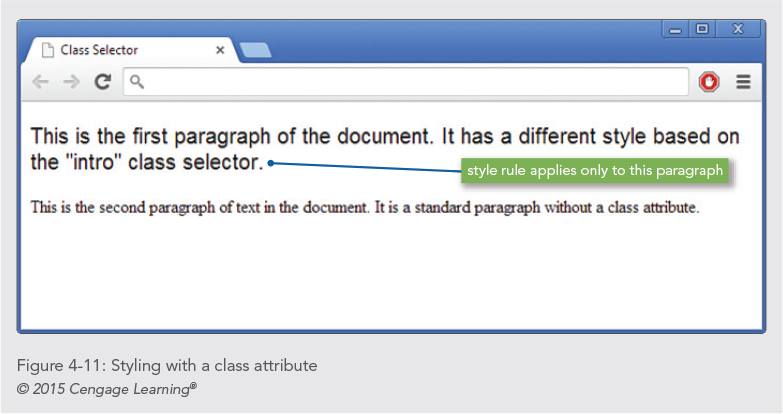 Class Selector
This is the first paragraph of the document. It has a different style based on
the "intro" class selector.
style rule applies only to this paragraph
This is the second paragraph of text in the document. It is a standard paragraph without a class attribute.
Figure 4-11: Styling with a class attribute
© 2015 Cengage Learning®